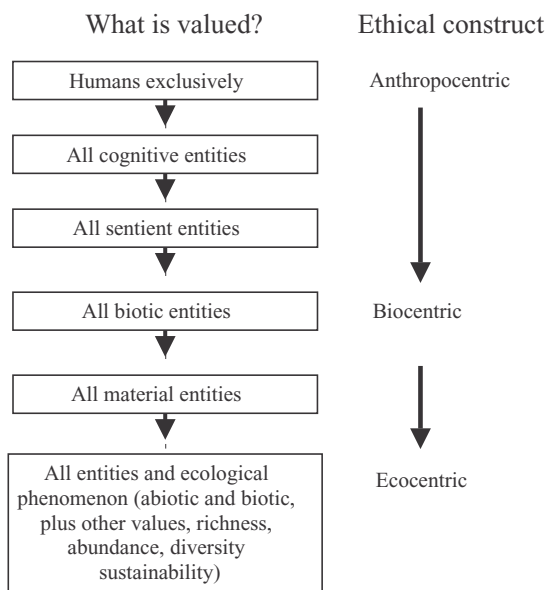 What is valued?
Ethical construct
Humans exclusively
Anthropocentric
All cognitive entities
All sentient entities
All biotic entities
Biocentric
All material entities
All entities and ecological
phenomenon (abiotic and biotic,
plus other values, richness,
abundance, diversity
sustainability)
Ecocentric